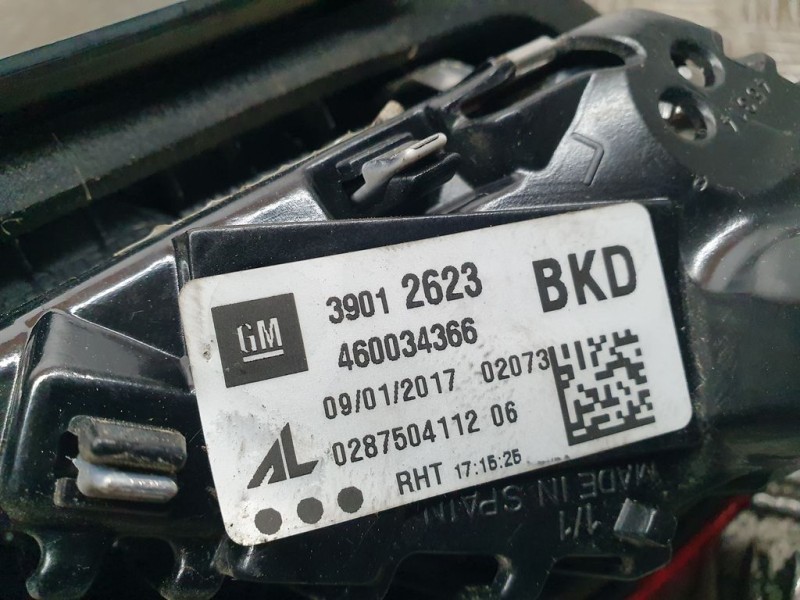 GM
3901 2623
BKD
460034366
09/01/2017 02073
AL
0287504112 06
RHT 17:15:25
MADE IN SPAIN
1/1